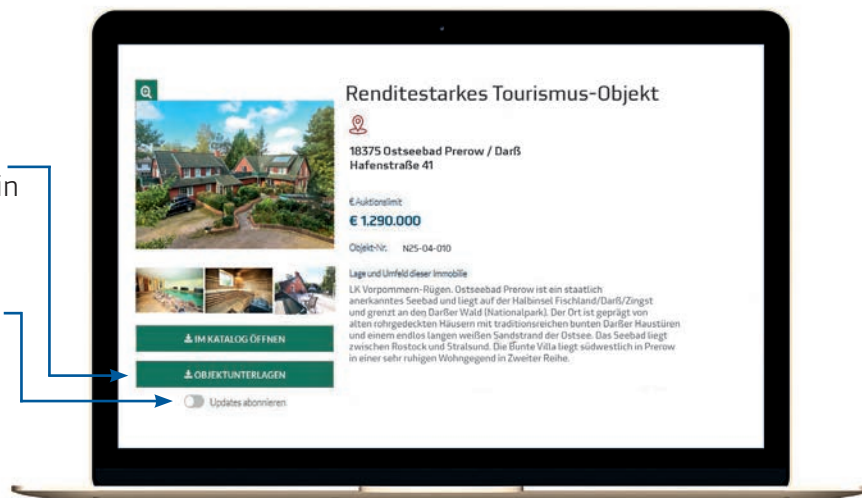 in
Renditestarkes Tourismus-Objekt
18375 Ostseebad Prerow / Darß
Hafenstraße 41
€ Auktionslimit
€ 1.290.000
Objekt-Nr. N25-04-010
Lage und Umfeld dieser Immobilie
LK Vorpommern-Rügen. Ostseebad Prerow ist ein staatlich
anerkanntes Seebad und liegt auf der Halbinsel Fischland/Darß/Zingst
und grenzt an den Darßer Wald (Nationalpark). Der Ort ist geprägt von
alten rohrgedeckten Häusern mit traditionsreichen bunten Darßer Haustüren
und einem endlos langen weißen Sandstrand der Ostsee. Das Seebad liegt
zwischen Rostock und Stralsund. Die Bunte Villa liegt südwestlich in Prerow
in einer sehr ruhigen Wohngegend in Zweiter Reihe.
IM KATALOG ÖFFNEN
OBJEKTUNTERLAGEN
Updates abonnieren